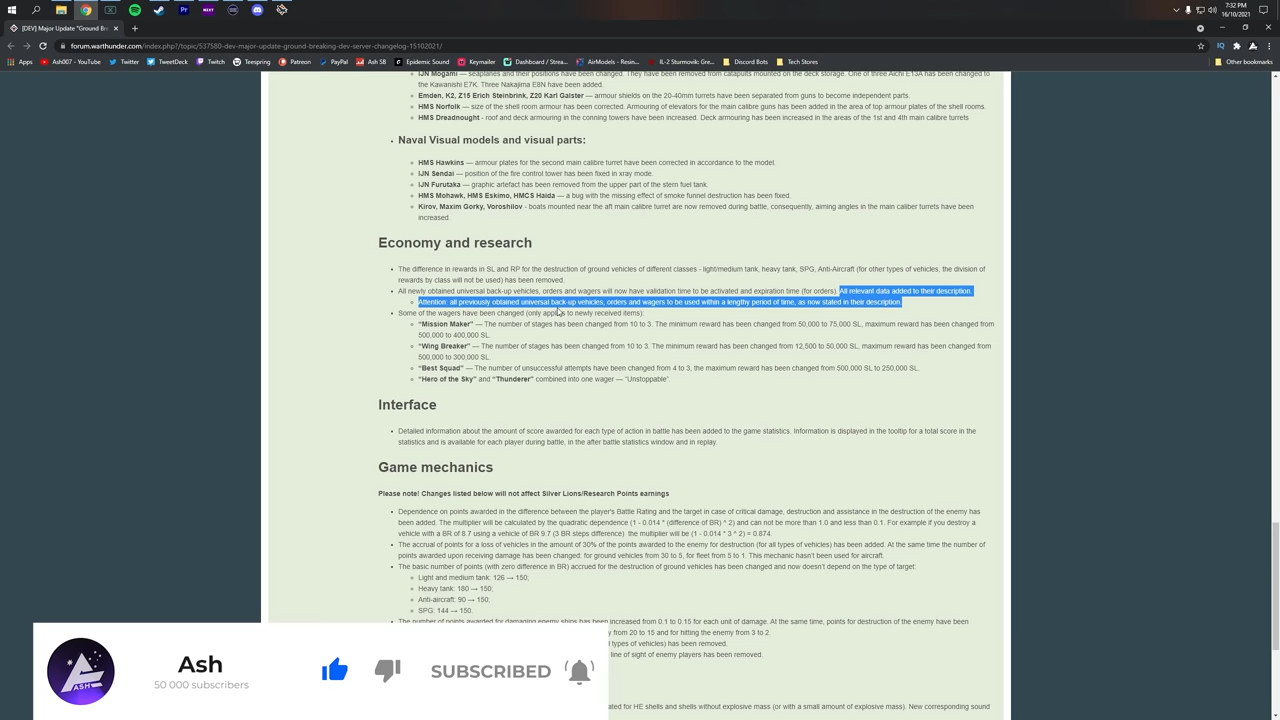 7:32 PM
16/10/2021
[DEV] Major Update "Ground-Br
forum.warthunder.com/index.php?/topic/537580-dev-major-update-ground-breaking-dev-server-changelog-15102021/
Apps
Ash007 - YouTube
Twitter
TweetDeck
Twitch
Teespring
Patreon
PayPal
AS CC
Epidemic Sound
Keymailer
Dashboard / Strea...
AirModels - Resin...
IL-2 Sturmovik: Gre...
Discord Bots
Tech Stores
Other bookmarks
IJN Mogami — seaplanes and their positions have been changed. They have been removed from catapults mounted on the deck storage. One of three Aichi E13A has been changed to
the Kawanishi E7K. Three Nakajima E8N have been added.
Emden, K2, Z15 Erich Steinbrink, Z20 Karl Galster — armour shields on the 20-40mm turrets have been separated from guns to become independent parts.
HMS Norfolk — size of the shell room armour has been corrected. Armouring of elevators for the main calibre guns has been added in the area of top armour plates of the shell rooms.
HMS Dreadnought - roof and deck armouring in the conning towers have been increased. Deck armouring has been increased in the areas of the 1st and 4th main calibre turrets
Naval Visual models and visual parts:
HMS Hawkins — armour plates for the second main calibre turret have been corrected in accordance to the model.
IJN Sendai — position of the fire control tower has been fixed in xray mode.
IJN Furutaka — graphic artefact has been removed from the upper part of the stern fuel tank.
HMS Mohawk, HMS Eskimo, HMCS Haida — a bug with the missing effect of smoke funnel destruction has been fixed.
Kirov, Maxim Gorky, Voroshilov - boats mounted near the aft main calibre turret are now removed during battle, consequently, aiming angles in the main caliber turrets have been
increased.
Economy and research
The difference in rewards in SL and RP for the destruction of ground vehicles of different classes - light/medium tank, heavy tank, SPG, Anti-Aircraft (for other types of vehicles, the division of
rewards by class will not be used) has been removed.
All newly obtained universal back-up vehicles, orders and wagers will now have validation time to be activated and expiration time (for orders). All relevant data added to their description.
Attention: all previously obtained universal back-up vehicles, orders and wagers to be used within a lengthy period of time, as now stated in their description.
Some of the wagers have been changed (only applies to newly received items):
“Mission Maker” — The number of stages has been changed from 10 to 3. The minimum reward has been changed from 50,000 to 75,000 SL, maximum reward has been changed from
500,000 to 400,000 SL.
“Wing Breaker” — The number of stages has been changed from 10 to 3. The minimum reward has been changed from 12,500 to 50,000 SL, maximum reward has been changed from
500,000 to 300,000 SL.
“Best Squad” — The number of unsuccessful attempts have been changed from 4 to 3, the maximum reward has been changed from 500,000 SL to 250,000 SL.
“Hero of the Sky” and “Thunderer” combined into one wager — “Unstoppable”.
Interface
Detailed information about the amount of score awarded for each type of action in battle has been added to the game statistics. Information is displayed in the tooltip for a total score in the
statistics and is available for each player during battle, in the after battle statistics window and in replay.
Game mechanics
Please note! Changes listed below will not affect Silver Lions/Research Points earnings
Dependence on points awarded in the difference between the player's Battle Rating and the target in case of critical damage, destruction and assistance in the destruction of the enemy has
been added. The multiplier will be calculated by the quadratic dependence (1 - 0.014 * (difference of BR) ^ 2) and can not be more than 1.0 and less than 0.1. For example if you destroy a
vehicle with a BR of 8.7 using a vehicle of BR 9.7 (3 BR steps difference) the multiplier will be (1 - 0.014 * 3 ^ 2) = 0.874.
The accrual of points for a loss of vehicles in the amount of 30% of the points awarded to the enemy for destruction (for all types of vehicles) has been added. At the same time the number of
points awarded upon receiving damage has been changed: for ground vehicles from 30 to 5, for fleet from 5 to 1. This mechanic hasn't been used for aircraft.
The basic number of points (with zero difference in BR) accrued for the destruction of ground vehicles has been changed and now doesn't depend on the type of target:
Light and medium tank: 126 → 150;
Heavy tank: 180 → 150;
Anti-aircraft: 90 → 150;
SPG: 144 → 150.
The number of points awarded for damaging enemy ships has been increased from 0.1 to 0.15 for each unit of damage. At the same time, points for destruction of the enemy have been
y from 20 to 15 and for hitting the enemy from 3 to 2.
l types of vehicles) has been removed.
line of sight of enemy players has been removed.
ated for HE shells and shells without explosive mass (or with a small amount of explosive mass). New corresponding sound
ASH
Ash
50 000 subscribers
SUBSCRIBED